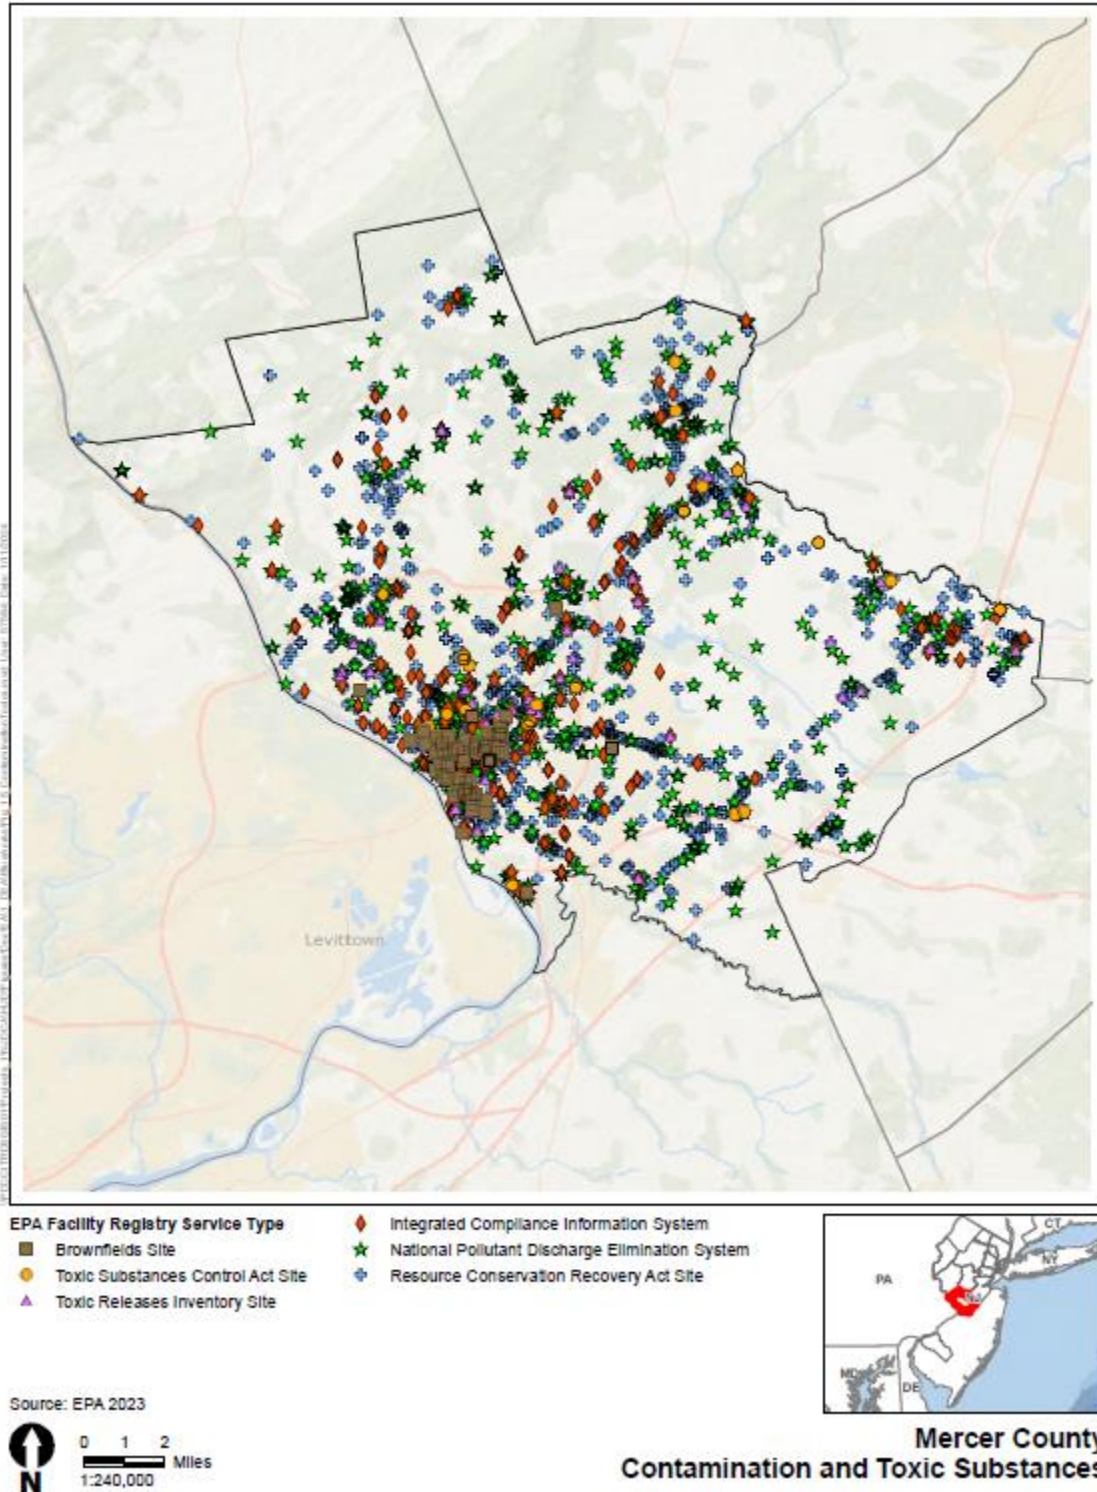 Levittown
EPA Facility Registry Service Type
Brownfields Site
Toxic Substances Control Act Site
Toxic Releases Inventory Site
Integrated Compliance Information System
National Pollutant Discharge Elimination System
Resource Conservation Recovery Act Site
CT
NY
PA
NJ
MD
DE
Source: EPA 2023
N
0 1 2
Miles
1:240,000
Mercer County
Contamination and Toxic Substances